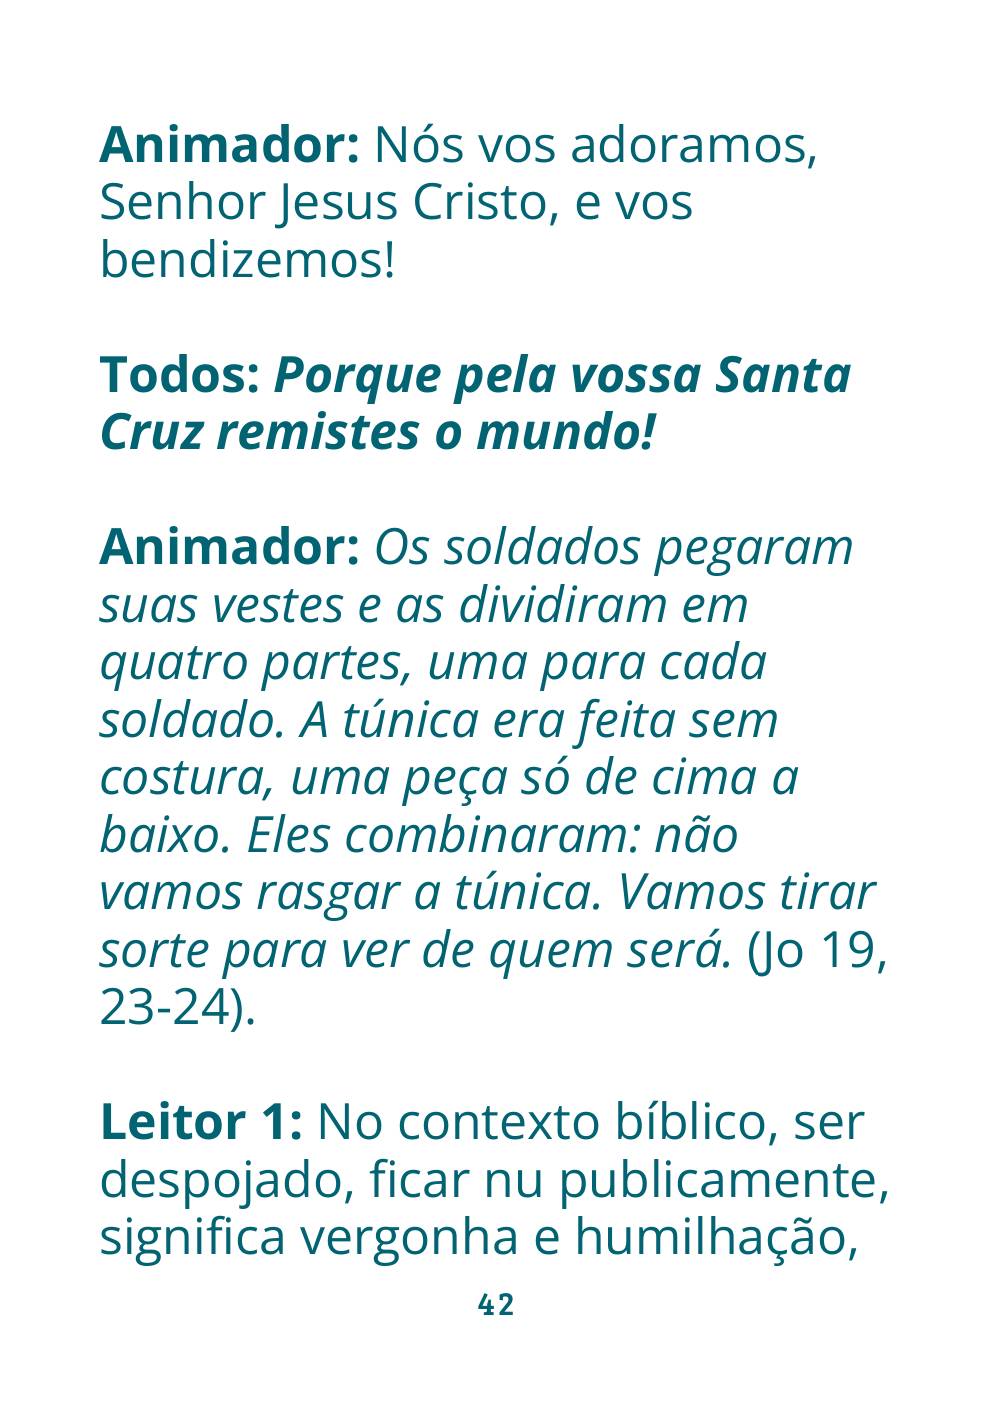 Animador: Nós vos adoramos,
Senhor Jesus Cristo, e vos
bendizemos!
Todos: Porque pela vossa Santa
Cruz remistes o mundo!
Animador: Os soldados pegaram
suas vestes e as dividiram em
quatro partes, uma para cada
soldado. A túnica era feita sem
costura, uma peça só de cima a
baixo. Eles combinaram: não
vamos rasgar a túnica. Vamos tirar
sorte para ver de quem será. (Jo 19,
23-24).
Leitor 1: No contexto bíblico, ser
despojado, ficar nu publicamente,
significa vergonha e humilhação,
42